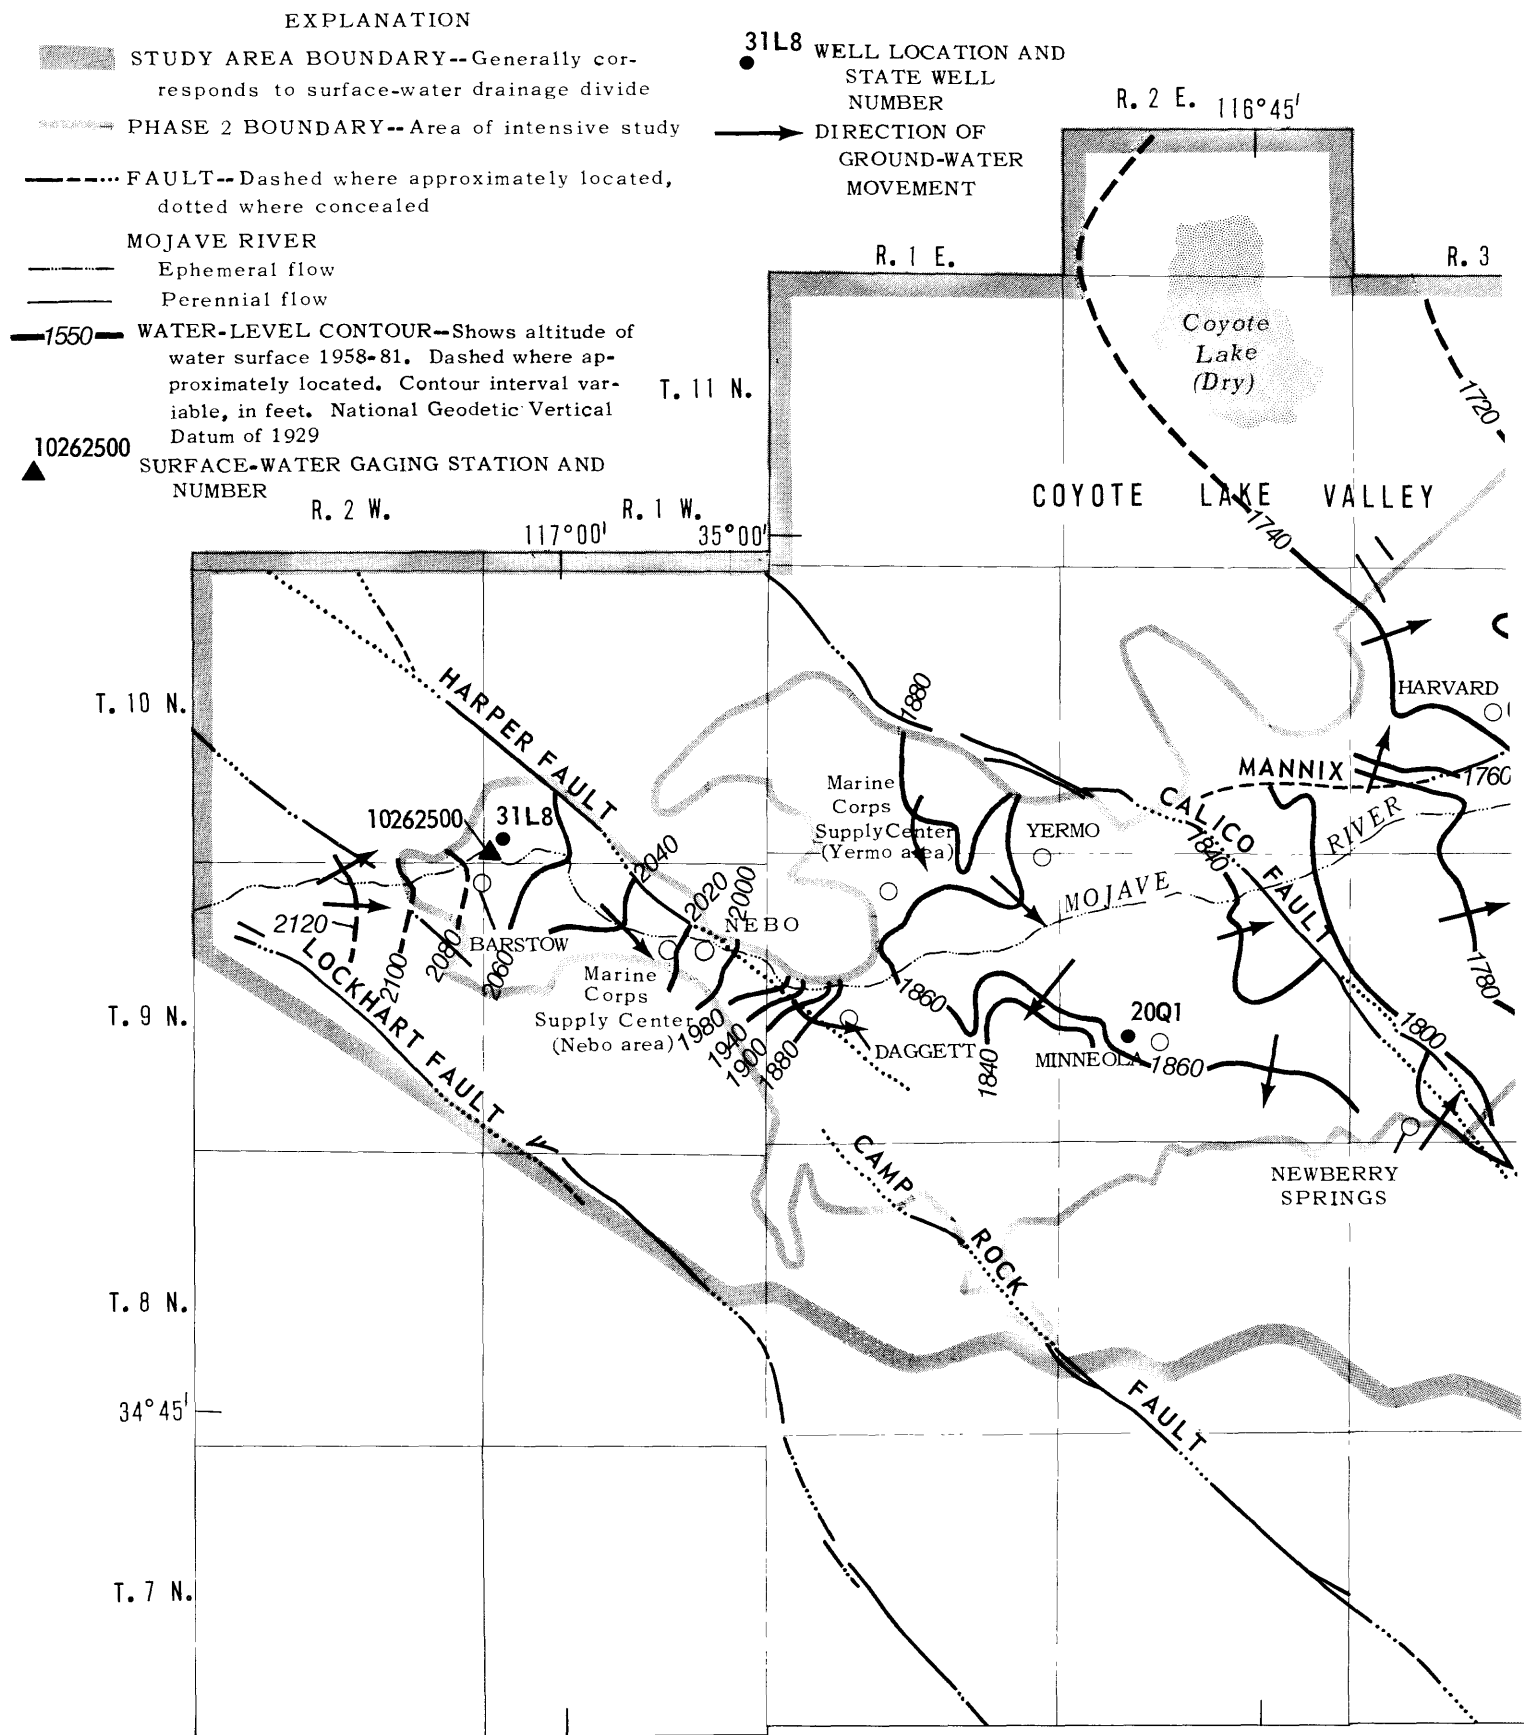 EXPLANATION
STUDY AREA BOUNDARY--Generally cor-
responds to surface-water drainage divide
PHASE 2 BOUNDARY--Area of intensive study
FAULT--Dashed where approximately located,
dotted where concealed
MOJAVE RIVER
Ephemeral flow
Perennial flow
1550
WATER-LEVEL CONTOUR--Shows altitude of
water surface 1958-81. Dashed where ap-
proximately located. Contour interval var-
iable, in feet. National Geodetic Vertical
Datum of 1929
10262500
SURFACE-WATER GAGING STATION AND
NUMBER
31L8
WELL LOCATION AND
STATE WELL
NUMBER
DIRECTION OF
GROUND-WATER
MOVEMENT
R. 2 E. 116°45'
R. 1 E.
R. 3
Coyote
Lake
(Dry)
T. 11 N.
1720
COYOTE LAKE VALLEY
R. 2 W.
R. 1 W.
117°00'
35°00'
1740
T. 10 N.
HARPER FAULT
1880
HARVARD
MANNIX
1760
Marine
Corps
Supply Center
(Yermo area)
YERMO
CALICO FAULT
RIVER
10262500
31L8
2040
1840
2020
2000
MOJAVE
NEBO
2120
BARSTOW
2100
2080
2060
LOCKHART FAULT
1780
Marine
Corps
Supply Center
(Nebo area)
1980
1940
1900
1880
1860
T. 9 N.
20Q1
1800
DAGGETT
1840
MINNEOLA
1860
CAMP ROCK FAULT
NEWBERRY
SPRINGS
T. 8 N.
34°45'
T. 7 N.